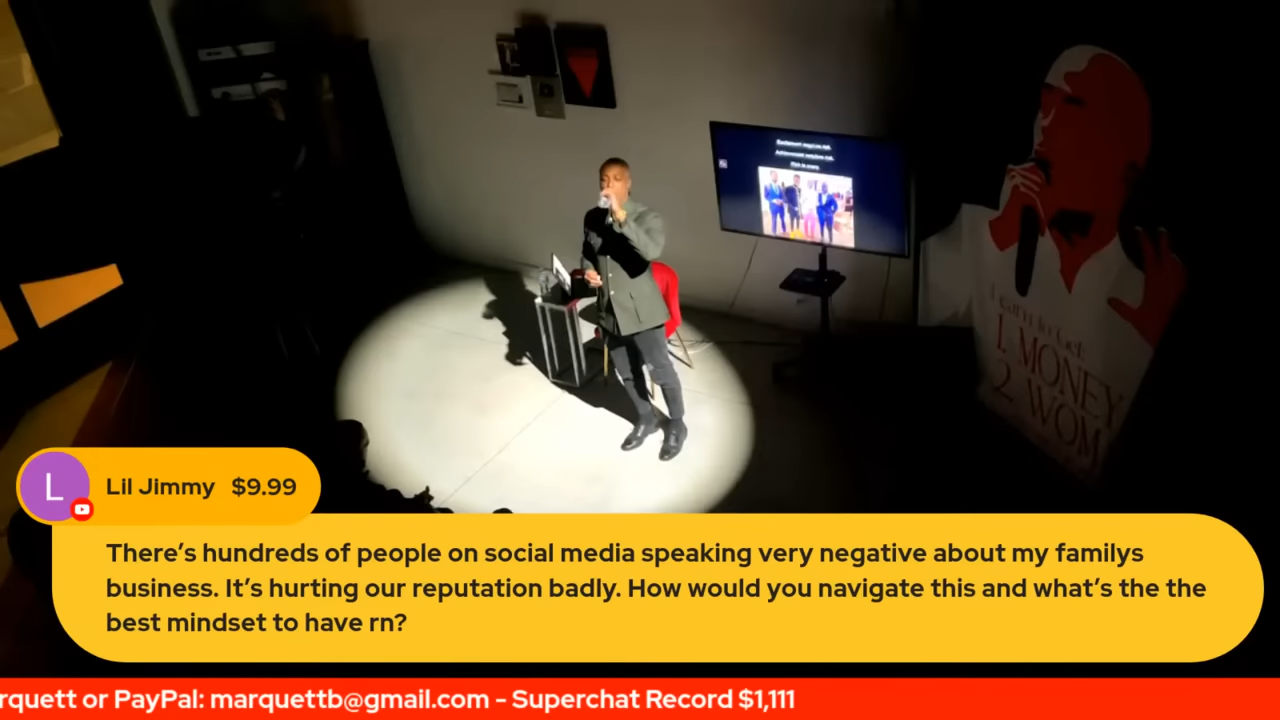 1. MONEY
2. WOM
L
Lil Jimmy $9.99
There’s hundreds of people on social media speaking very negative about my familys
business. It’s hurting our reputation badly. How would you navigate this and what’s the the
best mindset to have rn?
rquett or PayPal: marquettb@gmail.com - Superchat Record $1,111